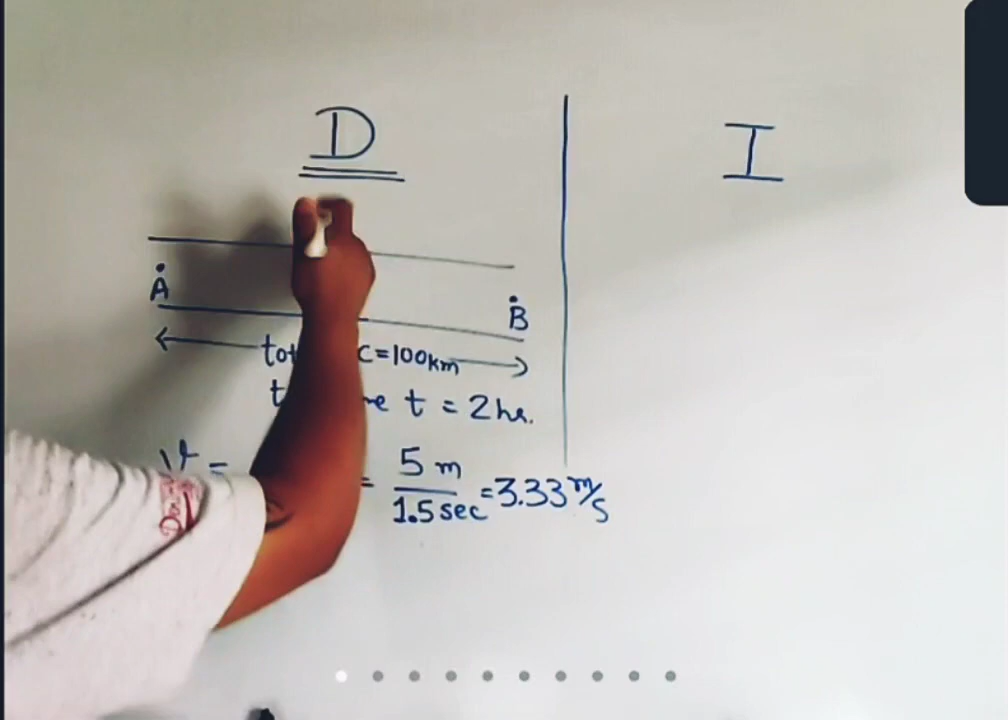 D
I
A
B
C=100km
t = 2hr.
V = = 5 m / 1.5 sec = 3.33 m/s